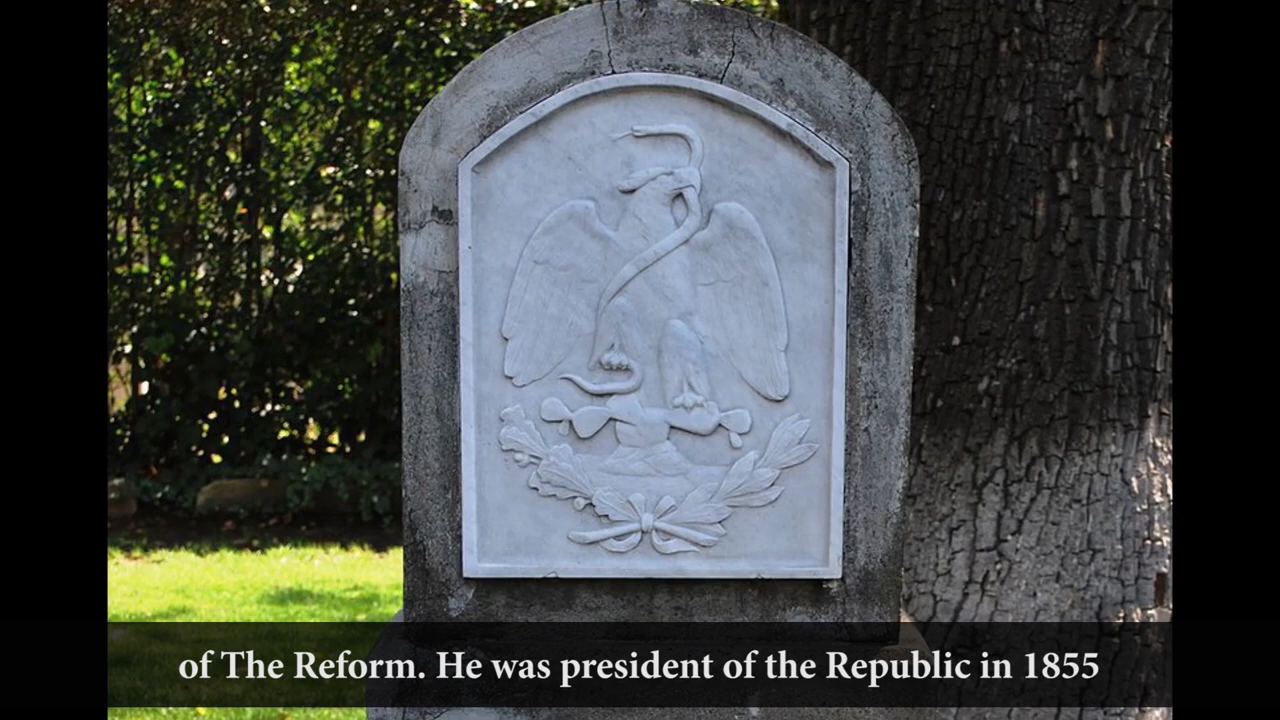 of The Reform. He was president of the Republic in 1855